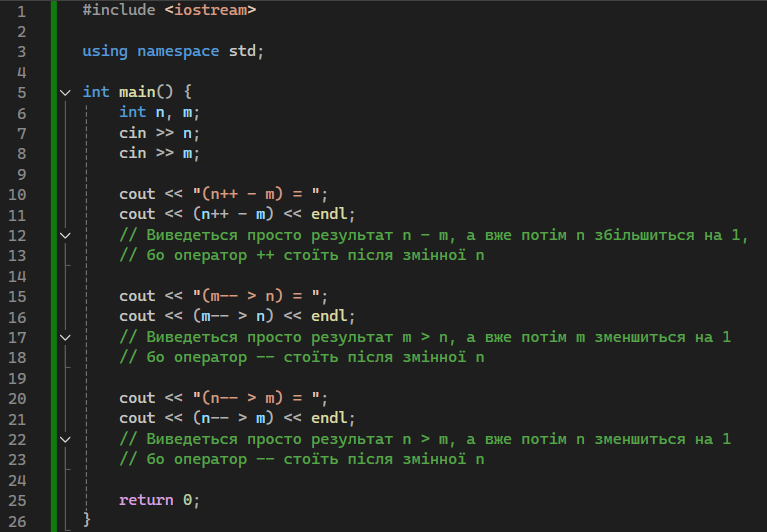 1 #include <iostream>
2
3 using namespace std;
4
5 int main() {
6 int n, m;
7 cin >> n;
8 cin >> m;
9
10 cout << "(n++ - m) = ";
11 cout << (n++ - m) << endl;
12 // Виведеться просто результат n - m, а вже потім n збільшиться на 1,
13 // бо оператор ++ стоїть після змінної n
14
15 cout << "(m-- > n) = ";
16 cout << (m-- > n) << endl;
17 // Виведеться просто результат m > n, а вже потім m зменшиться на 1
18 // бо оператор -- стоїть після змінної n
19
20 cout << "(n-- > m) = ";
21 cout << (n-- > m) << endl;
22 // Виведеться просто результат n > m, а вже потім n зменшиться на 1
23 // бо оператор -- стоїть після змінної n
24
25 return 0;
26 }